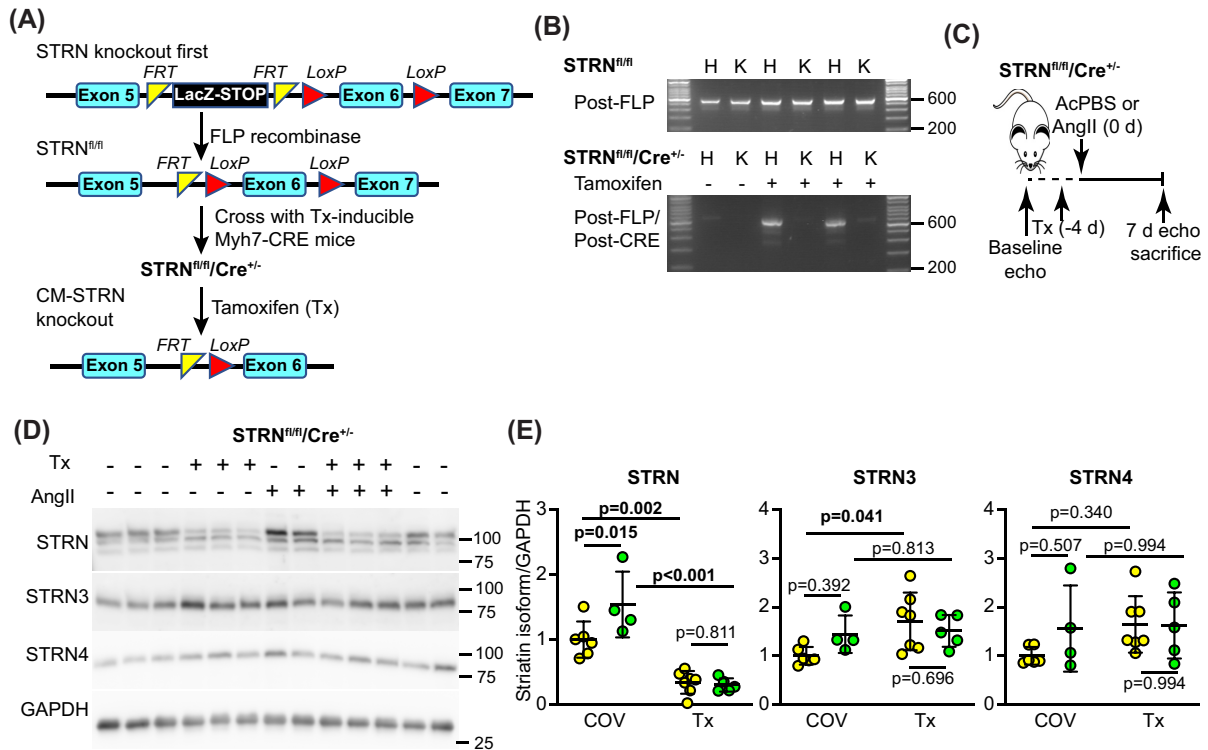 (A)
STRN knockout first
FRT FRT LoxP LoxP
Exon 5 LacZ-STOP Exon 6 Exon 7
FLP recombinase
STRNfl/fl
FRT LoxP LoxP
Exon 5 Exon 6 Exon 7
Cross with Tx-inducible
Myh7-CRE mice
STRNfl/fl/Cre+/-
CM-STRN
knockout
Tamoxifen (Tx)
FRT LoxP
Exon 5 Exon 6
(B)
STRNfl/fl H K H K H K
Post-FLP 600
200
STRNfl/fl/Cre+/- H K H K H K
Tamoxifen - - + + + +
Post-FLP/
Post-CRE
600
200
(C)
STRNfl/fl/Cre+/-
AcPBS or
AngII (0 d)
Tx (-4 d)
Baseline
echo
7 d echo
sacrifice
(D)
STRNfl/fl/Cre+/-
Tx - - - + + + - - + + + - -
AngII - - - - - - + + + + + - -
STRN 100
75
STRN3 100
75
STRN4 100
75
GAPDH
25
(E)
Striatin isoform/GAPDH
STRN
3
2
1
0
p=0.002
p=0.015
p<0.001
p=0.811
COV Tx
STRN3
4
3
2
1
0
p=0.041
p=0.813
p=0.392
p=0.696
COV Tx
STRN4
4
3
2
1
0
p=0.340
p=0.507
p=0.994
p=0.994
COV Tx